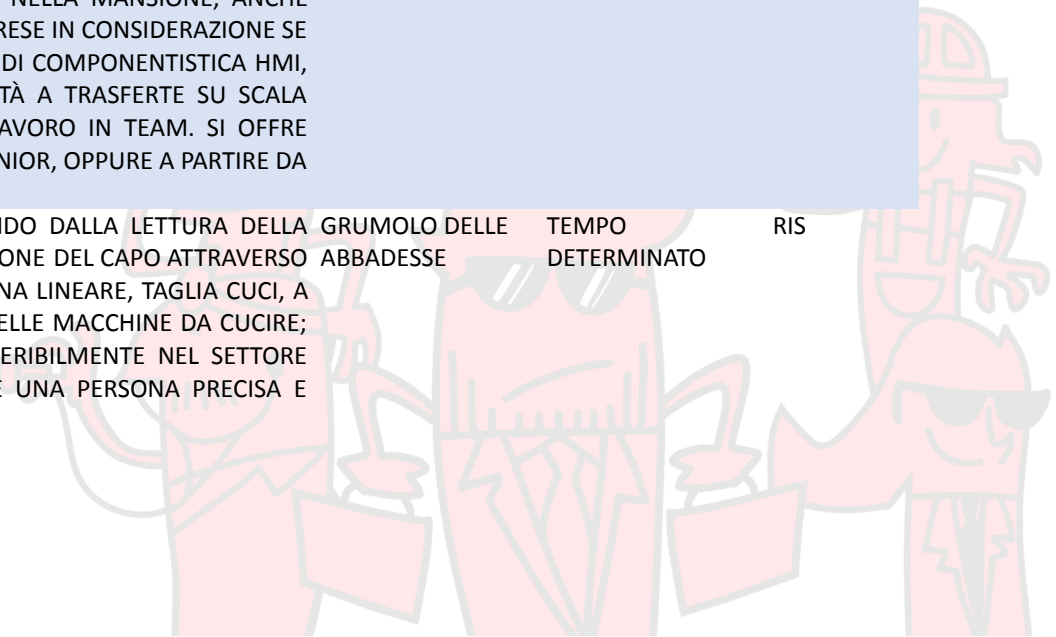 NELLA MANSIONE, ANCHE
RESE IN CONSIDERAZIONE SE
DI COMPONENTISTICA HMI,
TÀ A TRASFERTE SU SCALA
AVORO IN TEAM. SI OFFRE
NIOR, OPPURE A PARTIRE DA
DO DALLA LETTURA DELLA
ONE DEL CAPO ATTRAVERSO
NA LINEARE, TAGLIA CUCI, A
ELLE MACCHINE DA CUCIRE;
ERIBILMENTE NEL SETTORE
E UNA PERSONA PRECISA E
GRUMOLO DELLE
ABBADESSE
TEMPO
DETERMINATO
RIS